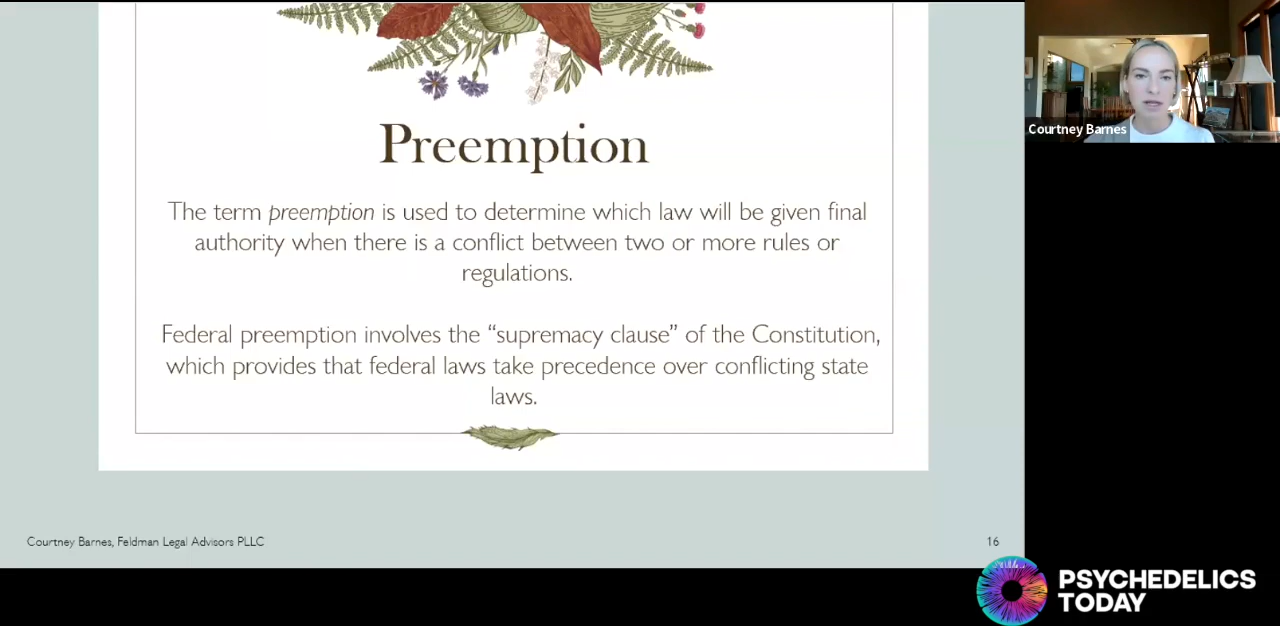 Courtney Barnes
Preemption
The term preemption is used to determine which law will be given final
authority when there is a conflict between two or more rules or
regulations.
Federal preemption involves the “supremacy clause” of the Constitution,
which provides that federal laws take precedence over conflicting state
laws.
Courtney Barnes, Feldman Legal Advisors PLLC
16
PSYCHEDELICS
TODAY